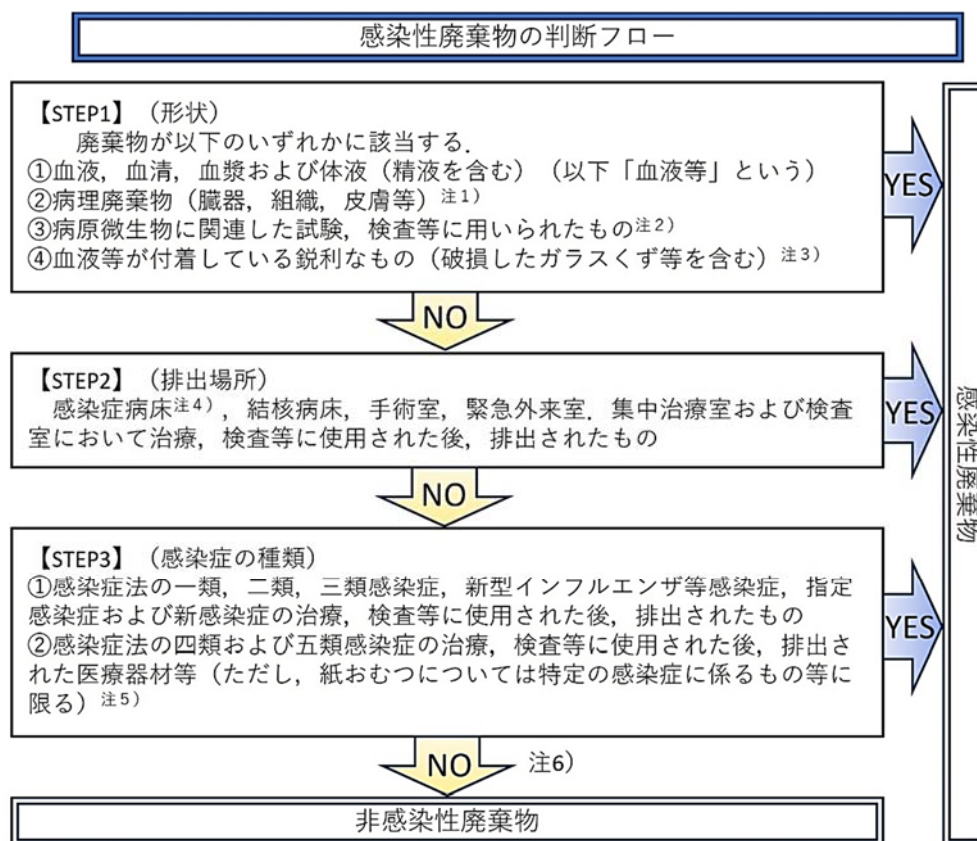 感染性廃棄物の判断フロー
【STEP1】（形状）
廃棄物が以下のいずれかに該当する．
①血液，血清，血漿および体液（精液を含む）（以下「血液等」という）
②病理廃棄物（臓器，組織，皮膚等）注1）
③病原微生物に関連した試験，検査等に用いられたもの注2）
④血液等が付着している鋭利なもの（破損したガラスくず等を含む）注3）
YES
NO
【STEP2】（排出場所）
感染症病床注4），結核病床，手術室，緊急外来室．集中治療室および検査
室において治療，検査等に使用された後，排出されたもの
YES
NO
【STEP3】（感染症の種類）
①感染症法の一類，二類，三類感染症，新型インフルエンザ等感染症，指定
感染症および新感染症の治療，検査等に使用された後，排出されたもの
②感染症法の四類および五類感染症の治療，検査等に使用された後，排出さ
れた医療器材等（ただし，紙おむつについては特定の感染症に係るもの等に
限る）注5）
YES
NO
注6）
非感染性廃棄物
感染性廃棄物